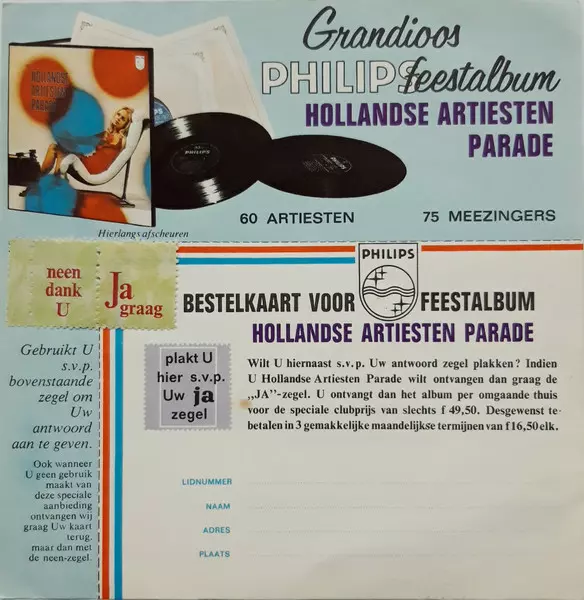 Grandioos
PHILIPS feestalbum
HOLLANDSE ARTIESTEN
PARADE
HOLLANDSE
ARTIESTEN
PARADE
PHILIPS
60 ARTIESTEN
75 MEEZINGERS
Hierlangs afscheuren
neen
dank
U
Ja
graag
PHILIPS
BESTELKAART VOOR FEESTALBUM
HOLLANDSE ARTIESTEN PARADE
Gebruikt U
s.v.p.
bovenstaande
zegel om
Uw
antwoord
aan te geven.
Ook wanneer
U geen gebruik
maakt van
deze speciale
aanbieding
ontvangen wij
graag Uw kaart
terug.
maar dan met
de neen-zegel.
plakt U
hier s.v.p.
Uw ja
zegel
Wilt U hiernaast s.v.p. Uw antwoord zegel plakken? Indien
U Hollandse Artiesten Parade wilt ontvangen dan graag de
„JA”-zegel. U ontvangt dan het album per omgaande thuis
voor de speciale clubprijs van slechts f 49,50. Desgewenst te
betalen in 3 gemakkelijke maandelijkse termijnen van f 16,50 elk.
LIDNUMMER
NAAM
ADRES
PLAATS